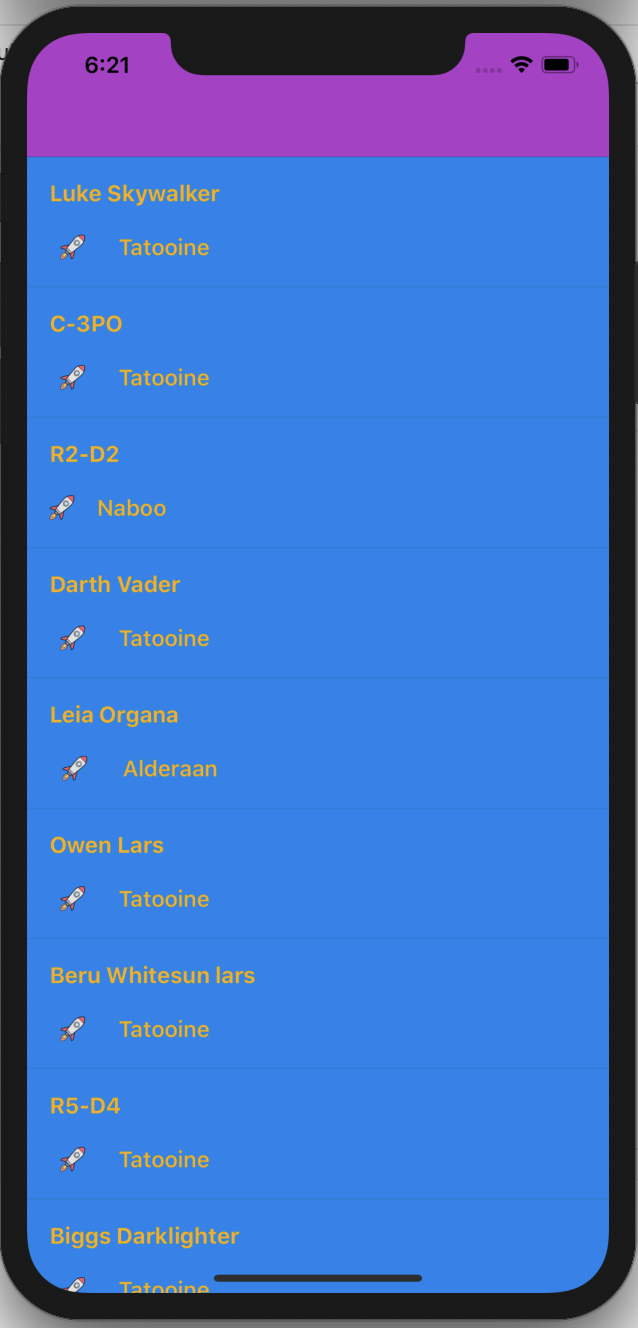 6:21
Luke Skywalker
🚀 Tatooine
C-3PO
🚀 Tatooine
R2-D2
🚀 Naboo
Darth Vader
🚀 Tatooine
Leia Organa
🚀 Alderaan
Owen Lars
🚀 Tatooine
Beru Whitesun lars
🚀 Tatooine
R5-D4
🚀 Tatooine
Biggs Darklighter
🚀 Tatooine